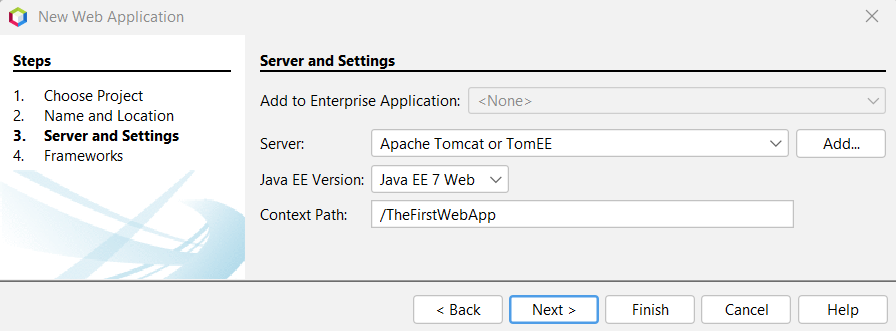 New Web Application
Steps
1. Choose Project
2. Name and Location
3. Server and Settings
4. Frameworks
Server and Settings
Add to Enterprise Application: <None>
Server: Apache Tomcat or TomEE Add...
Java EE Version: Java EE 7 Web
Context Path: /TheFirstWebApp
< Back Next > Finish Cancel Help